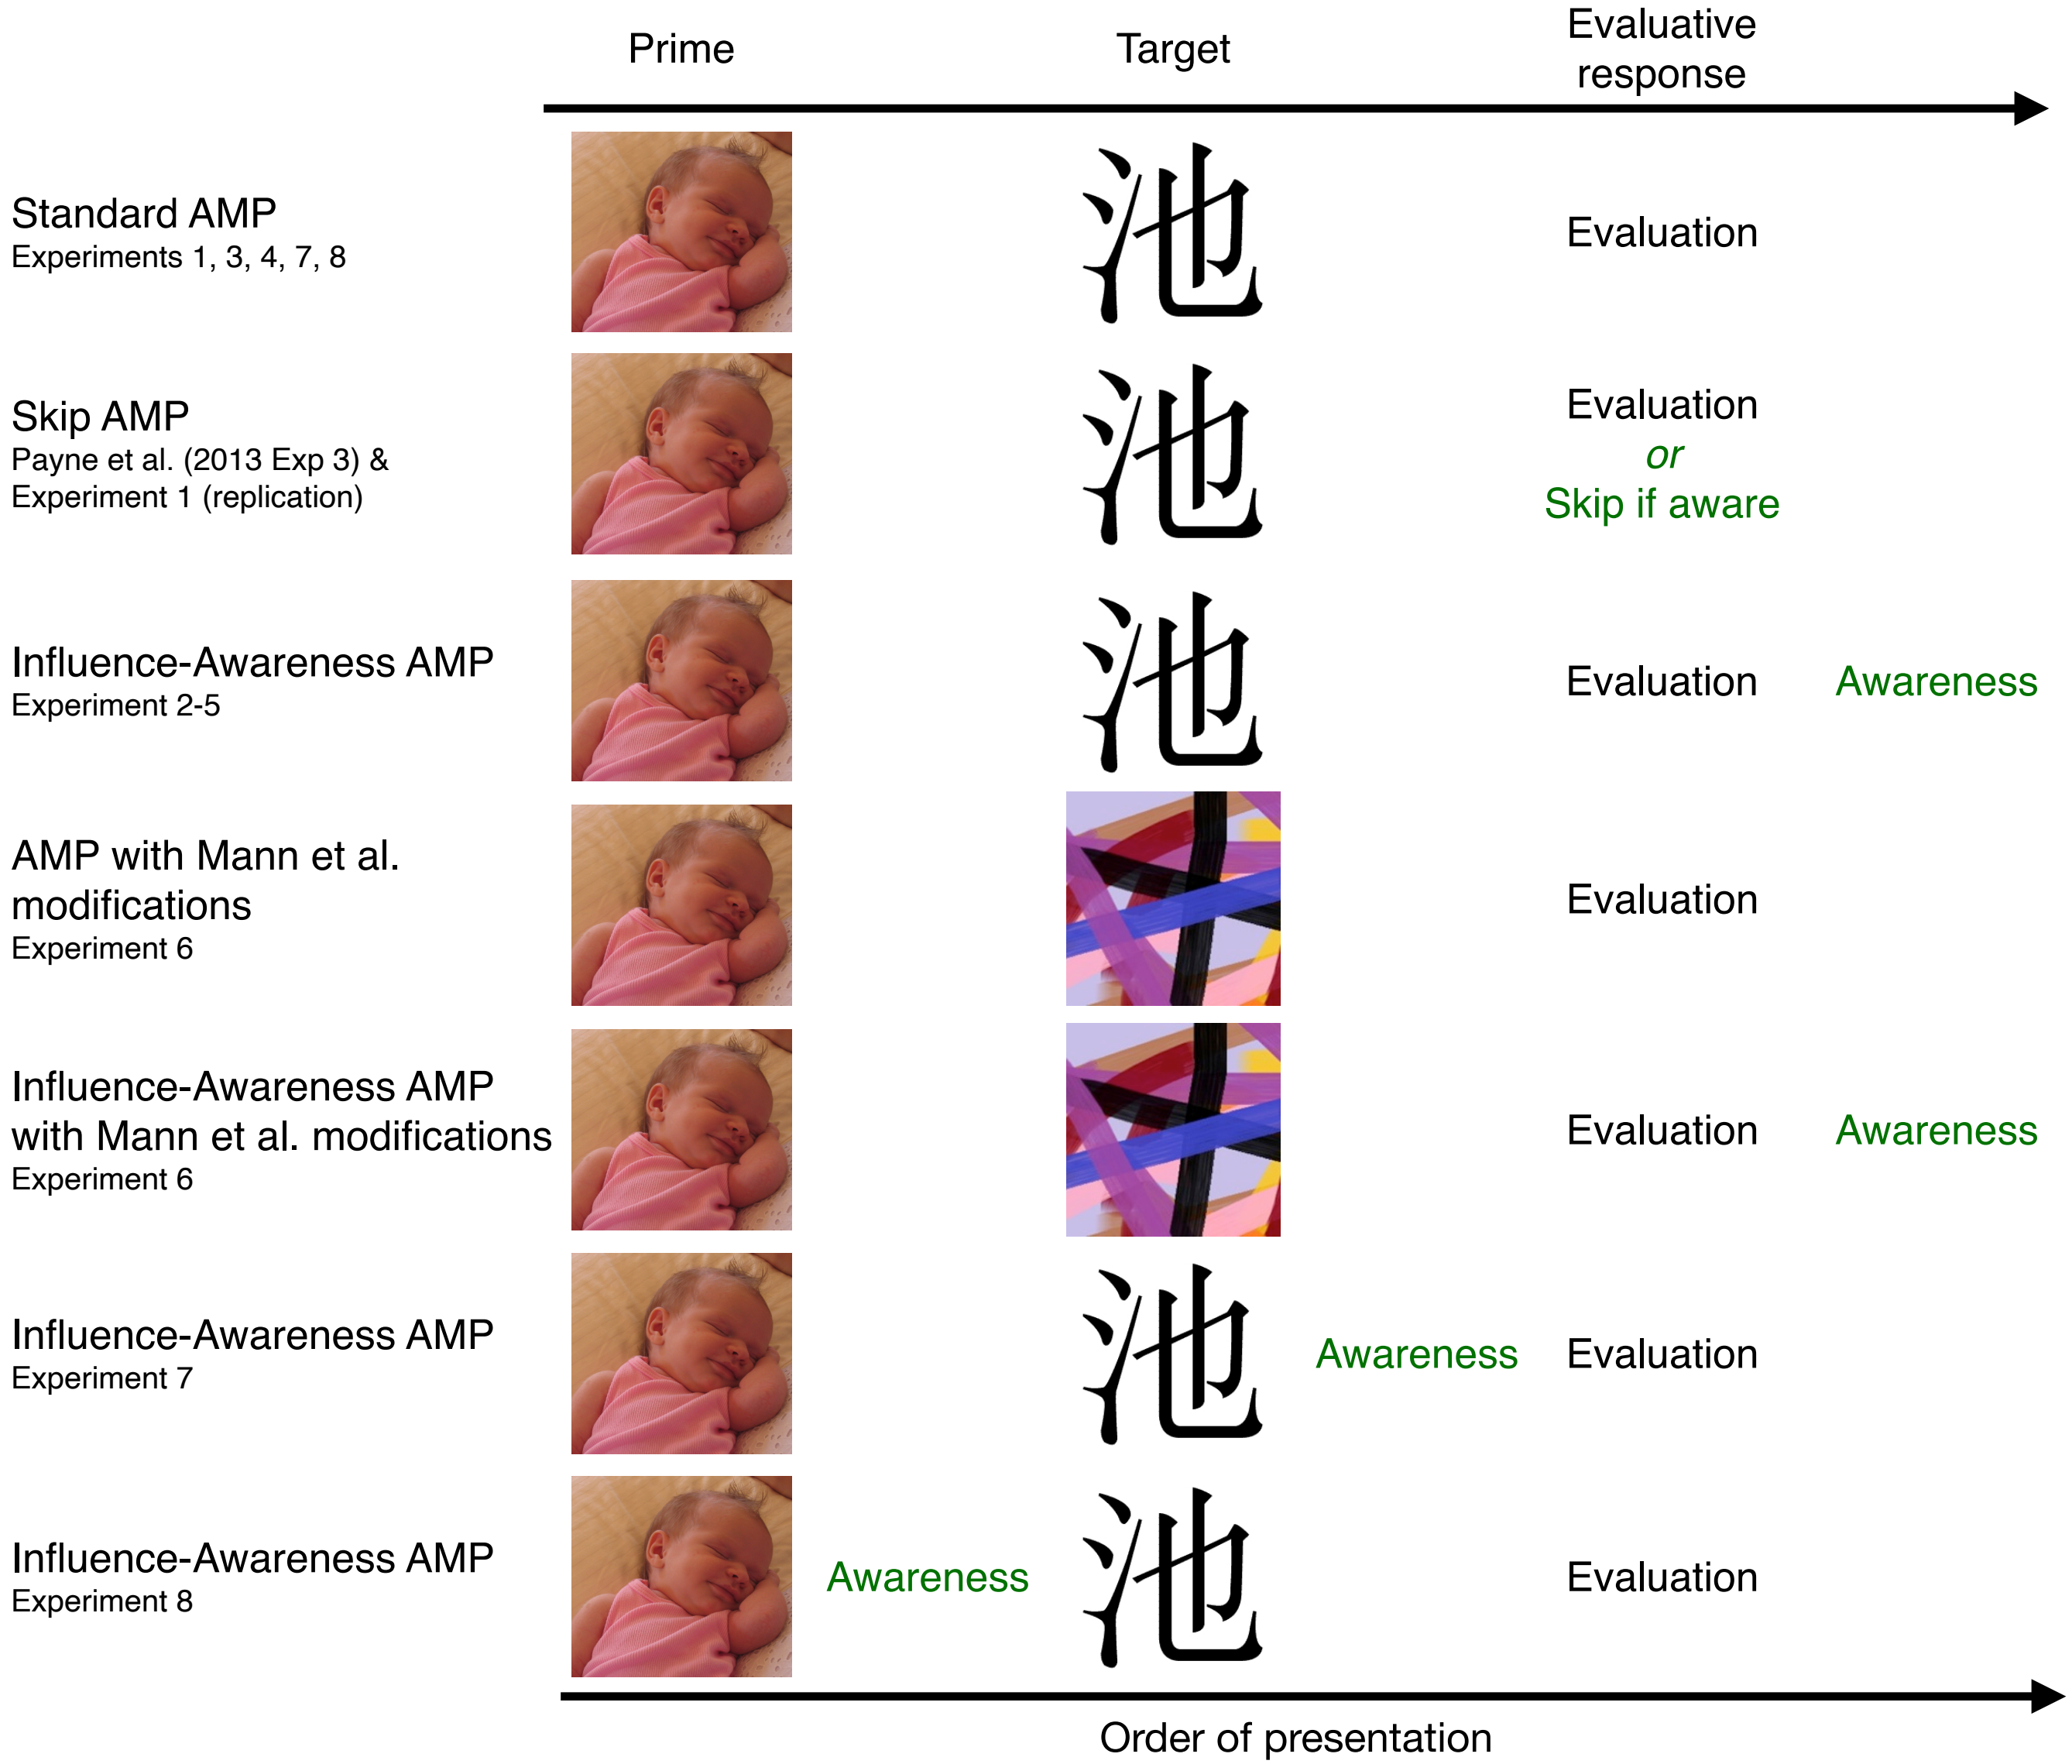 Prime
Target
Evaluative
response
Standard AMP
Experiments 1, 3, 4, 7, 8
池
Evaluation
Skip AMP
Payne et al. (2013 Exp 3) &
Experiment 1 (replication)
池
Evaluation
or
Skip if aware
Influence-Awareness AMP
Experiment 2-5
池
Evaluation
Awareness
AMP with Mann et al.
modifications
Experiment 6
Evaluation
Influence-Awareness AMP
with Mann et al. modifications
Experiment 6
Evaluation
Awareness
Influence-Awareness AMP
Experiment 7
池
Awareness
Evaluation
Influence-Awareness AMP
Experiment 8
Awareness
池
Evaluation
Order of presentation